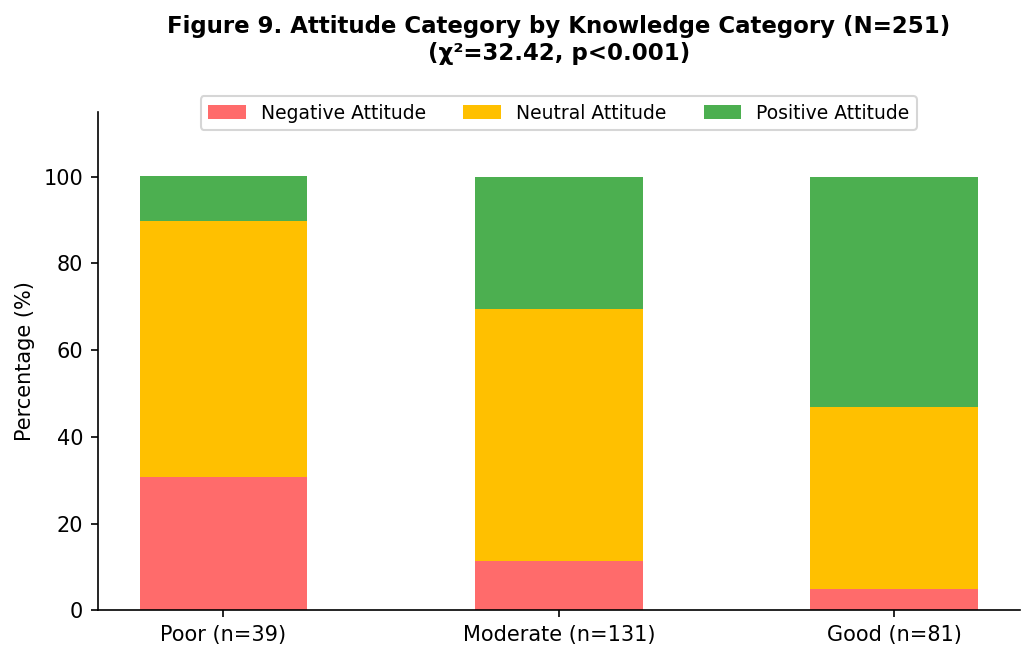 Figure 9. Attitude Category by Knowledge Category (N=251)
(χ²=32.42, p<0.001)
Negative Attitude
Neutral Attitude
Positive Attitude
Percentage (%)
100
80
60
40
20
0
Poor (n=39)
Moderate (n=131)
Good (n=81)